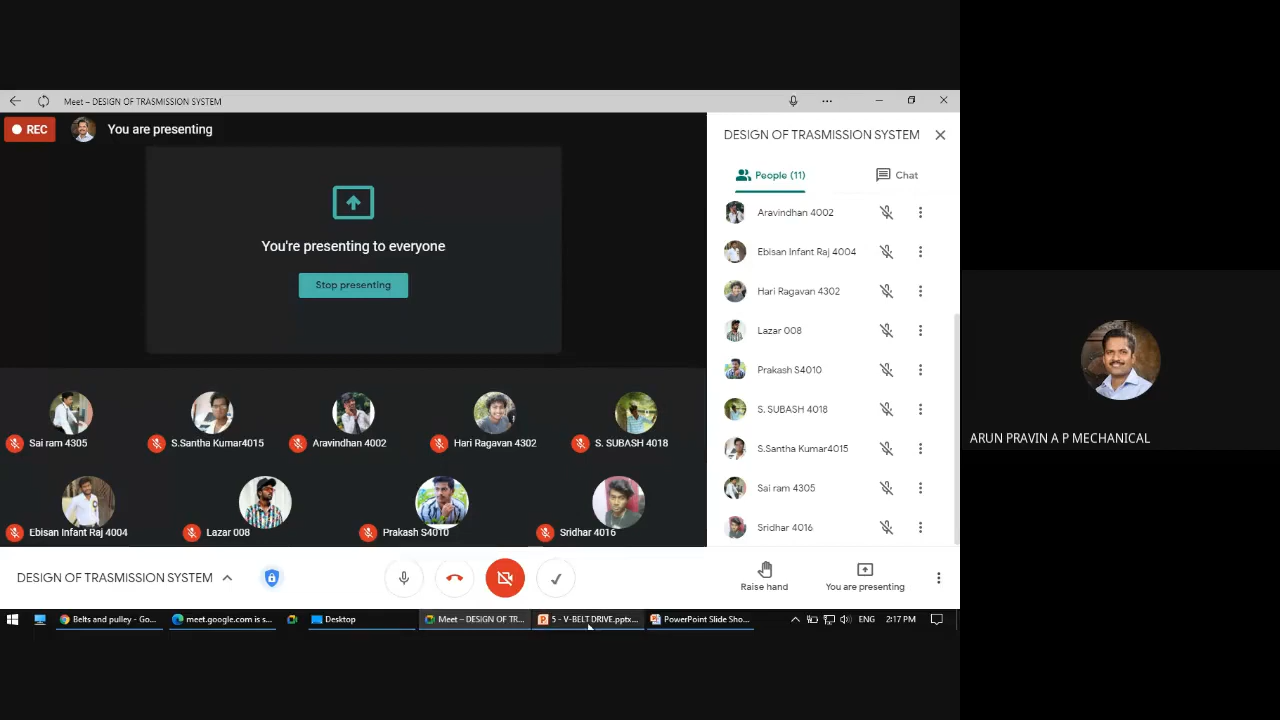 Meet – DESIGN OF TRASMISSION SYSTEM
REC
You are presenting
DESIGN OF TRASMISSION SYSTEM
People (11)
Chat
You're presenting to everyone
Stop presenting
Aravindhan 4002
Ebisan Infant Raj 4004
Hari Ragavan 4302
Lazar 008
Prakash S4010
S. SUBASH 4018
S.Santha Kumar4015
Sai ram 4305
Sridhar 4016
Sai ram 4305
S.Santha Kumar4015
Aravindhan 4002
Hari Ragavan 4302
S. SUBASH 4018
Ebisan Infant Raj 4004
Lazar 008
Prakash S4010
Sridhar 4016
ARUN PRAVIN A P MECHANICAL
DESIGN OF TRASMISSION SYSTEM
Raise hand
You are presenting
Belts and pulley - Go...
meet.google.com is s...
Desktop
Meet – DESIGN OF TR...
5 - V-BELT DRIVE.pptx...
PowerPoint Slide Sho...
ENG
2:17 PM